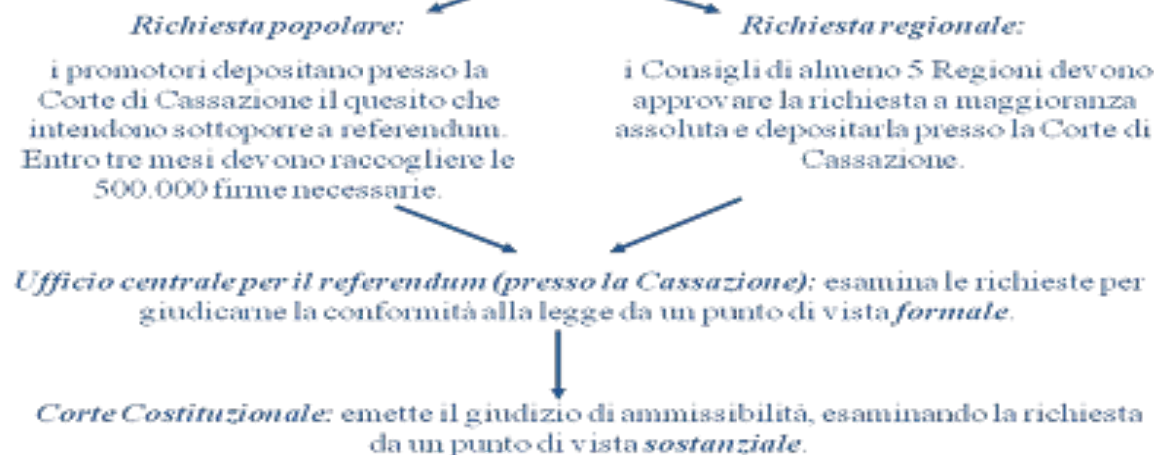 Richiesta popolare:
i promotori depositano presso la
Corte di Cassazione il quesito che
intendono sottoporre a referendum.
Entro tre mesi devono raccogliere le
500.000 firme necessarie.
Richiesta regionale:
i Consigli di almeno 5 Regioni devono
approvare la richiesta a maggioranza
assoluta e depositarla presso la Corte di
Cassazione.
Ufficio centrale per il referendum (presso la Cassazione): esamina le richieste per
giudicarne la conformità alla legge da un punto di vista formale.
Corte Costituzionale: emette il giudizio di ammissibilità, esaminando la richiesta
da un punto di vista sostanziale.